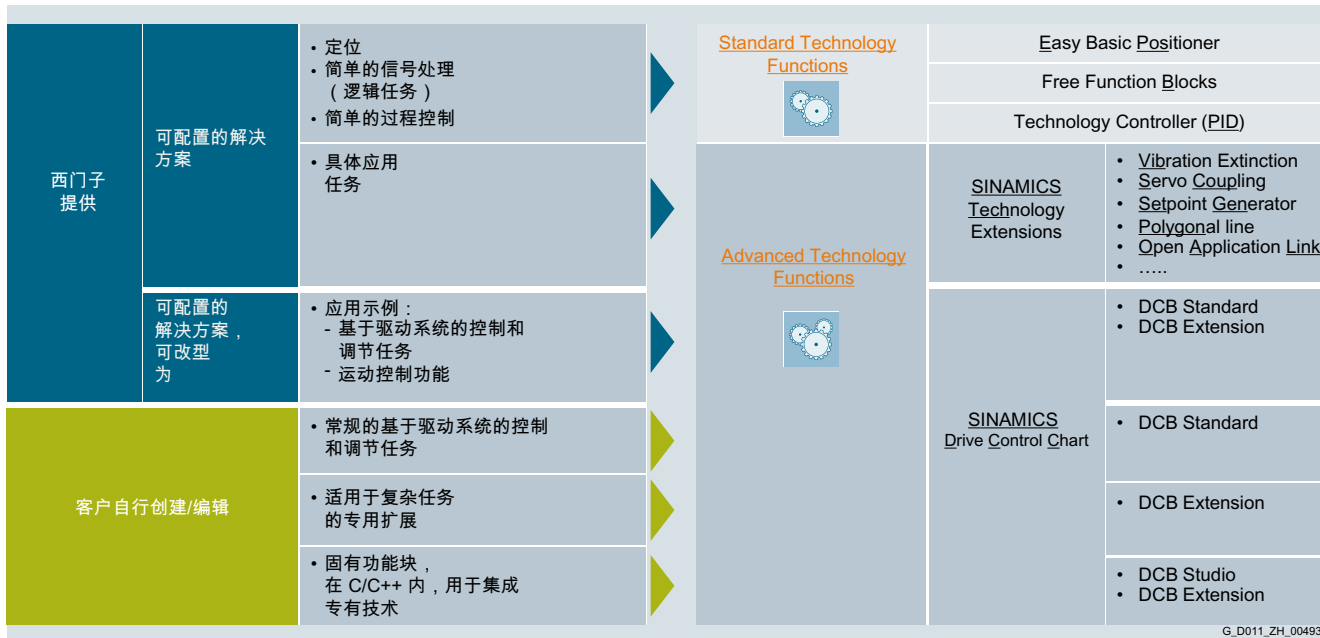 西门子
提供
可配置的解决
方案
• 定位
• 简单的信号处理
（逻辑任务）
• 简单的过程控制
• 具体应用
任务
可配置的
解决方案，
可改型
为
• 应用示例：
- 基于驱动系统的控制和
调节任务
- 运动控制功能
客户自行创建/编辑
• 常规的基于驱动系统的控制
和调节任务
• 适用于复杂任务
的专用扩展
• 固有功能块，
在 C/C++ 内，用于集成
专有技术
Standard Technology
Functions
Easy Basic Positioner
Free Function Blocks
Technology Controller (PID)
Advanced Technology
Functions
SINAMICS
Technology
Extensions
• Vibration Extinction
• Servo Coupling
• Setpoint Generator
• Polygonal line
• Open Application Link
• …..
SINAMICS
Drive Control Chart
• DCB Standard
• DCB Extension
• DCB Standard
• DCB Extension
• DCB Studio
• DCB Extension
G_D011_ZH_00493